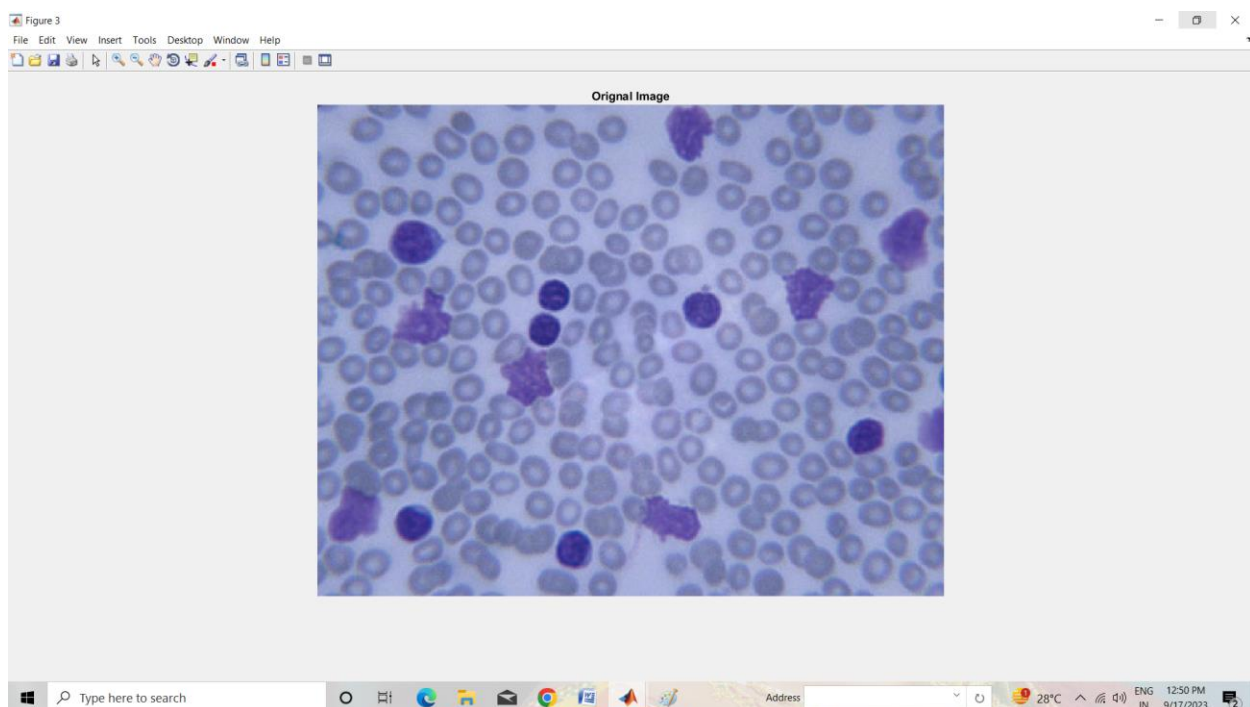 Figure 3
File Edit View Insert Tools Desktop Window Help
Orignal Image
Type here to search
Address
28°C
ENG
12:50 PM
IN
9/17/2023
2